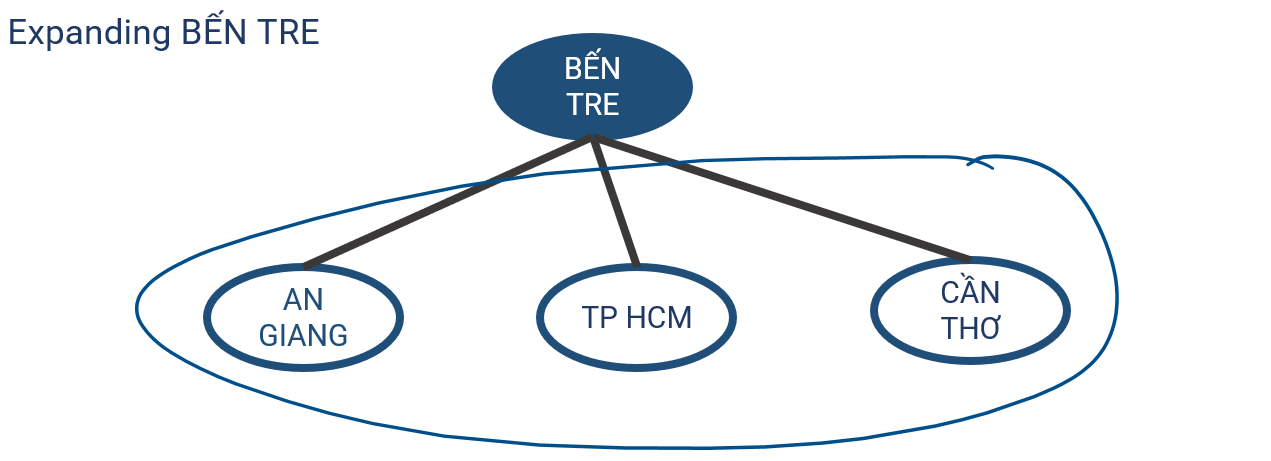 Expanding BẾN TRE
BẾN
TRE
AN
GIANG
TP HCM
CẦN
THƠ